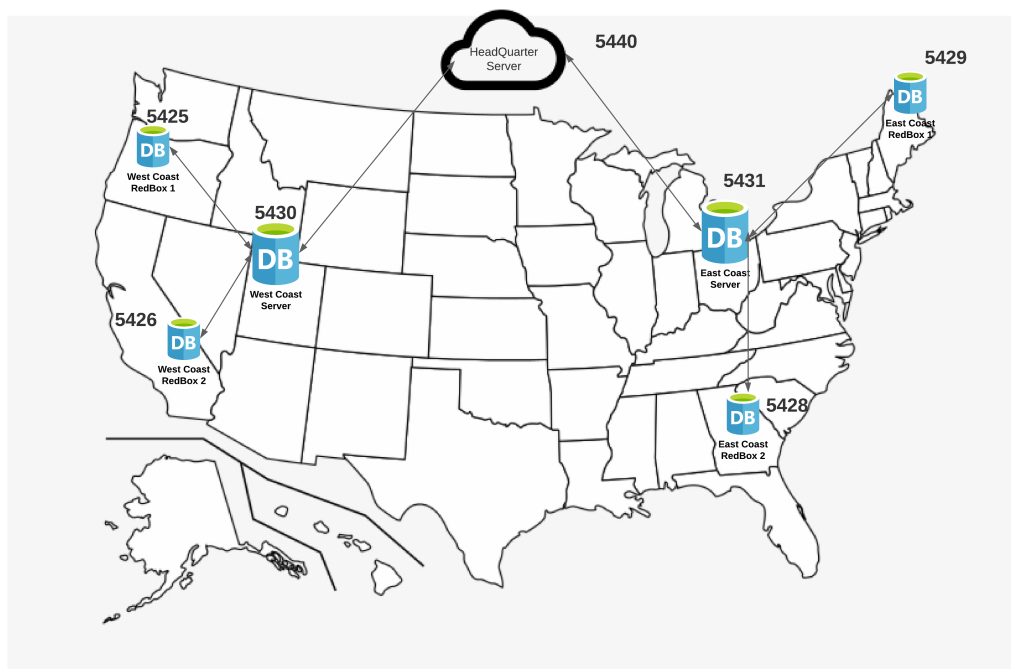 HeadQuarter
Server
5440
5429
DB
East Coast
RedBox 1
5425
DB
West Coast
RedBox 1
5430
DB
West Coast
Server
5431
DB
East Coast
Server
5426
DB
West Coast
RedBox 2
5428
DB
East Coast
RedBox 2